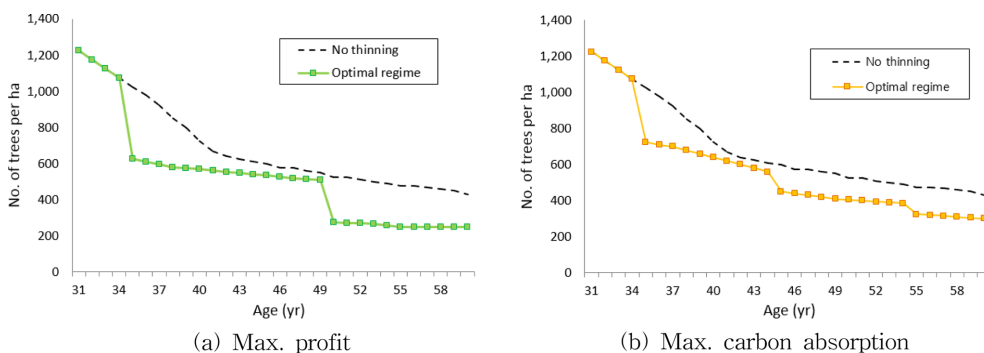 1,400
1,200
1,000
800
600
400
200
0
No. of trees per ha
No thinning
Optimal regime
31 34 37 40 43 46 49 52 55 58
Age (yr)
(a) Max. profit
1,400
1,200
1,000
800
600
400
200
0
No. of trees per ha
No thinning
Optimal regime
31 34 37 40 43 46 49 52 55 58
Age (yr)
(b) Max. carbon absorption